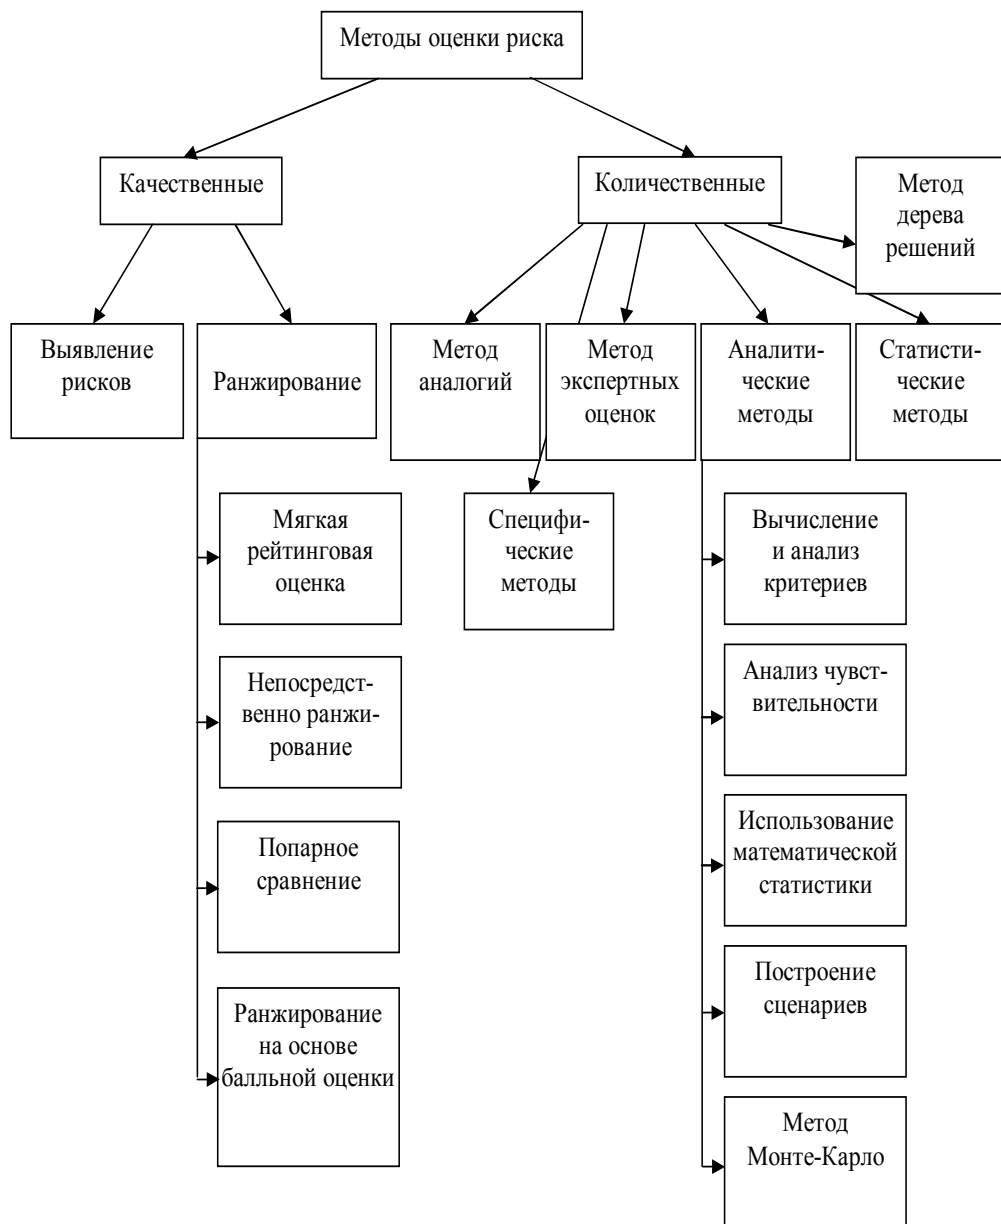 Методы оценки риска
Качественные
Количественные
Метод
дерева
решений
Выявление
рисков
Ранжирование
Метод
аналогий
Метод
экспертных
оценок
Аналити-
ческие
методы
Статисти-
ческие
методы
Мягкая
рейтинговая
оценка
Специфи-
ческие
методы
Вычисление
и анализ
критериев
Непосредст-
венно ранжи-
рование
Анализ чувст-
вительности
Попарное
сравнение
Использование
математической
статистики
Ранжирование
на основе
балльной оценки
Построение
сценариев
Метод
Монте-Карло